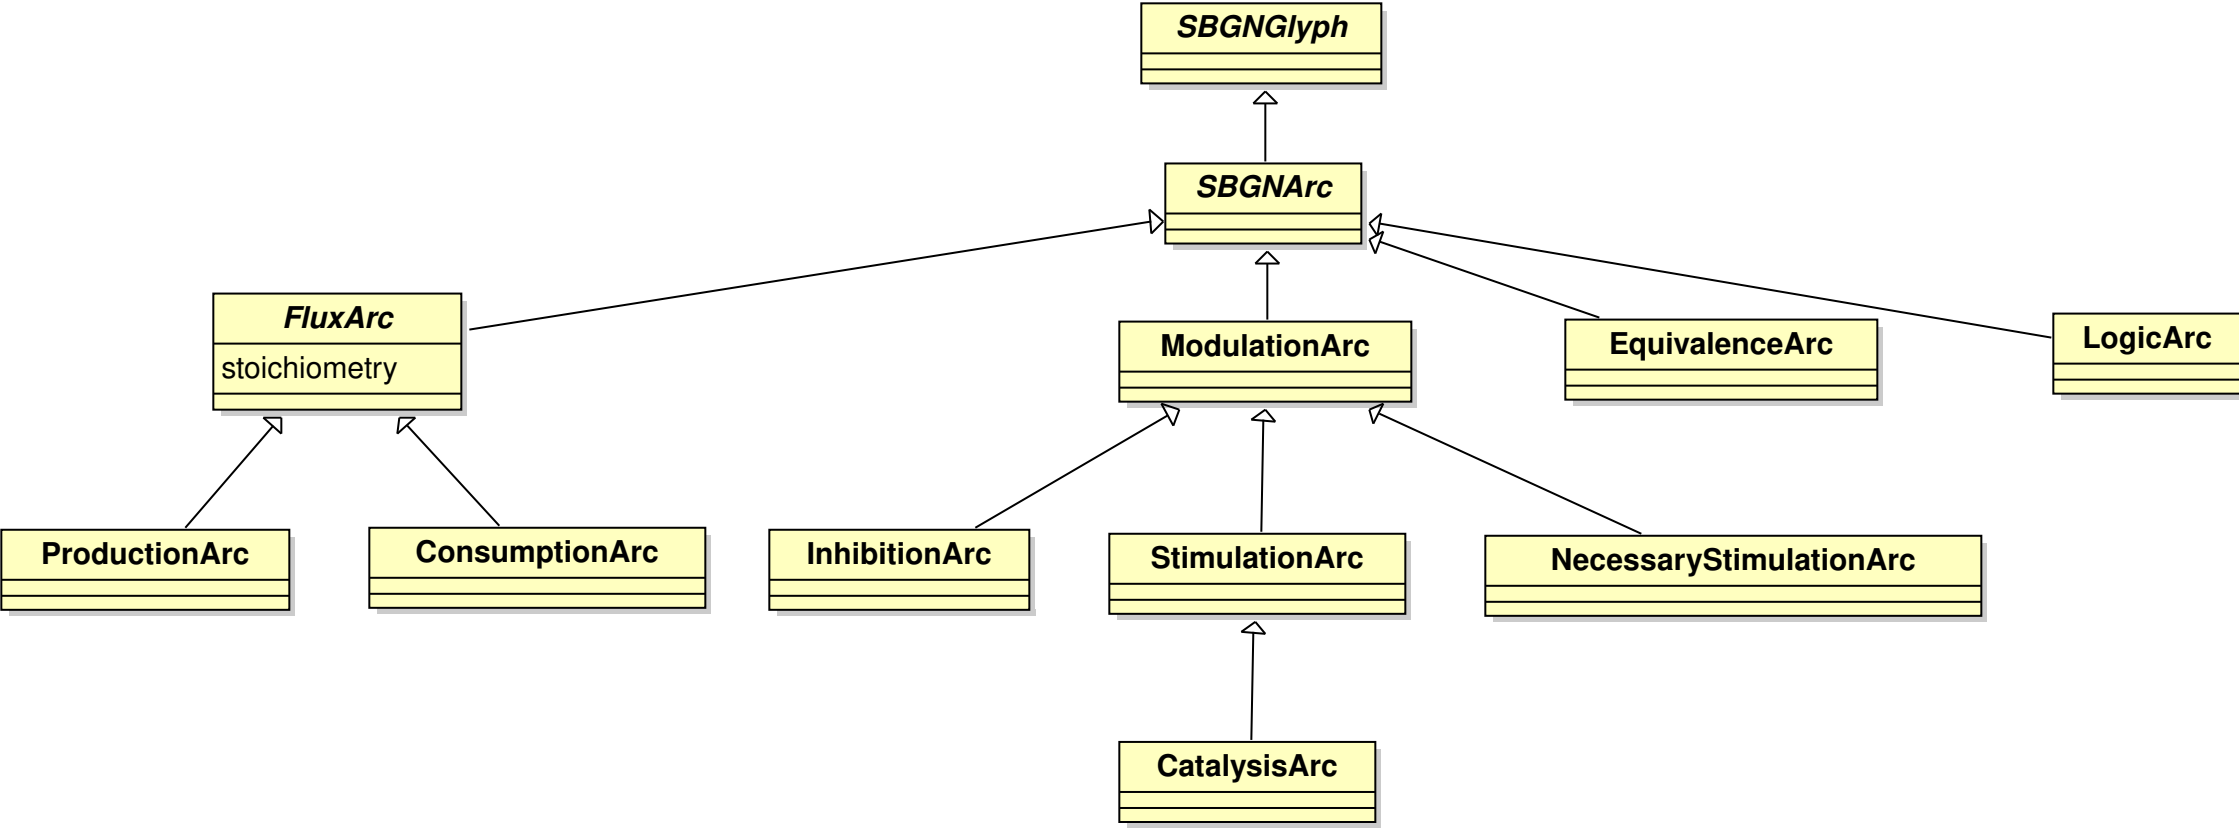 SBGNGlyph
SBGNArc
FluxArc
stoichiometry
ModulationArc
EquivalenceArc
LogicArc
ProductionArc
ConsumptionArc
InhibitionArc
StimulationArc
NecessaryStimulationArc
CatalysisArc